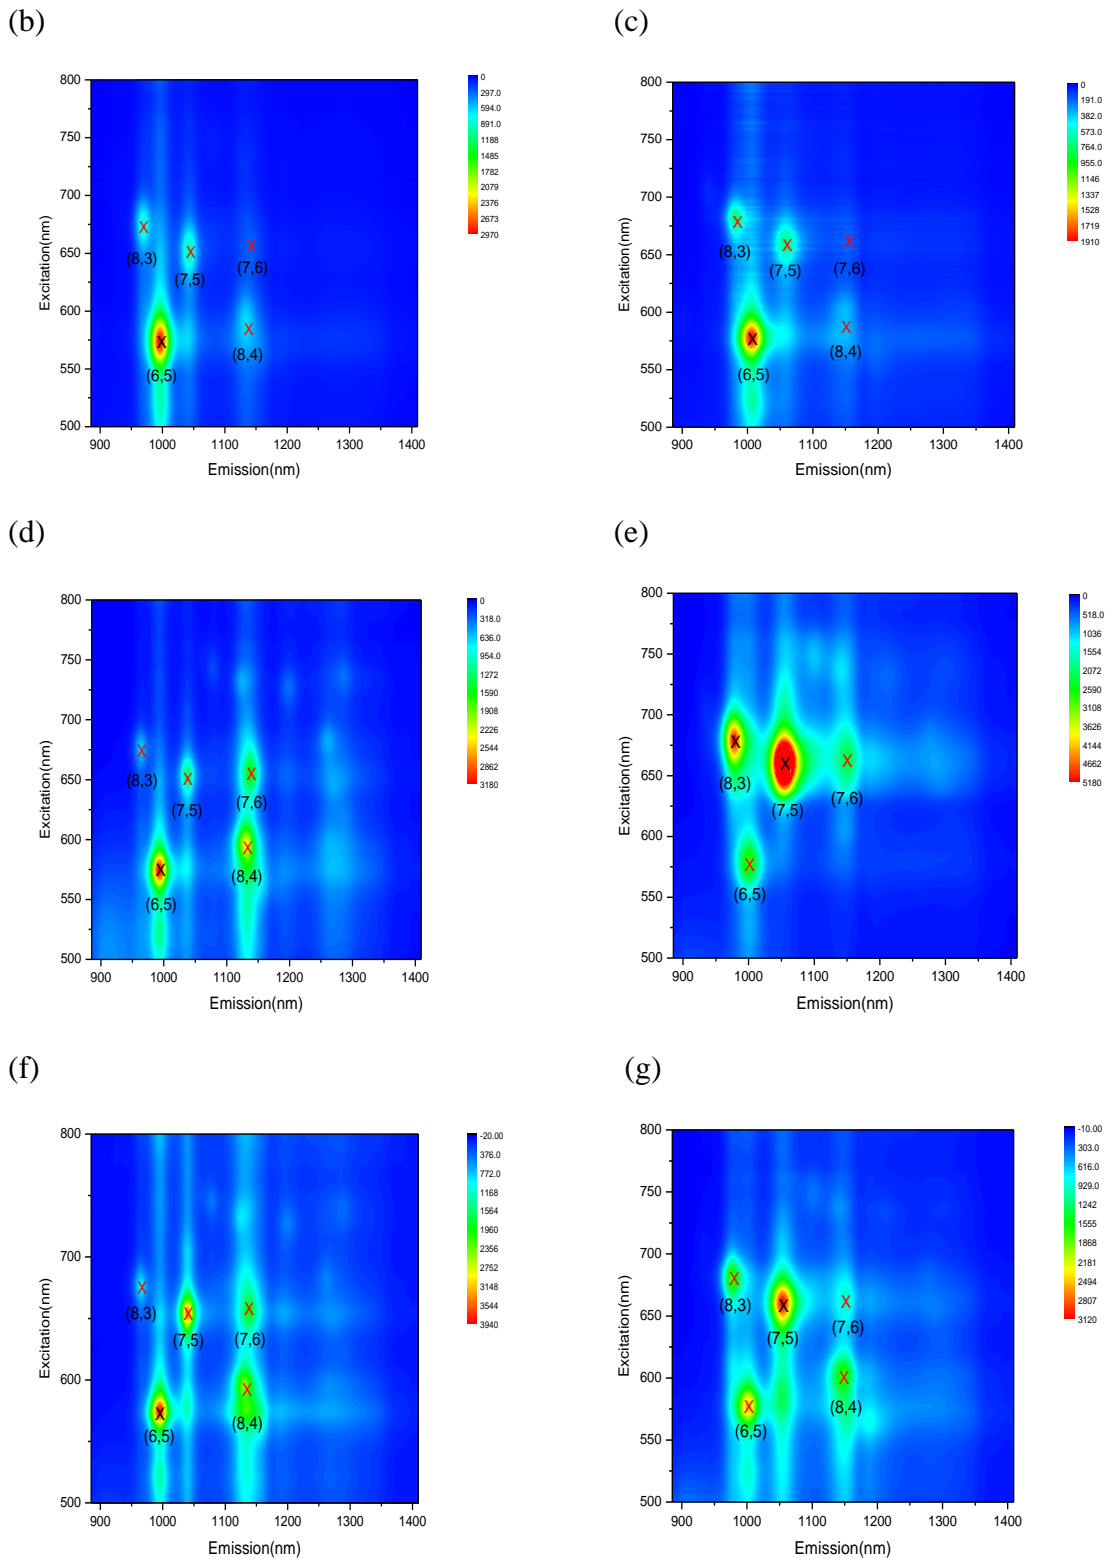 (b)
Excitation(nm)
800
750
700
650
600
550
500
X
(8,3)
X
(7,5)
X
(7,6)
X
(6,5)
X
(8,4)
900 1000 1100 1200 1300 1400
Emission(nm)
0
297.0
594.0
891.0
1188
1485
1782
2079
2376
2673
2970
(c)
Excitation(nm)
800
750
700
650
600
550
500
X
(8,3)
X
(7,5)
X
(7,6)
X
(6,5)
X
(8,4)
900 1000 1100 1200 1300 1400
Emission(nm)
0
191.0
382.0
573.0
764.0
955.0
1146
1337
1528
1719
1910
(d)
Excitation(nm)
800
750
700
650
600
550
500
X
(8,3)
X
(7,5)
X
(7,6)
X
(6,5)
X
(8,4)
900 1000 1100 1200 1300 1400
Emission(nm)
0
318.0
636.0
954.0
1272
1590
1908
2226
2544
2862
3180
(e)
Excitation(nm)
800
750
700
650
600
550
500
X
(8,3)
X
(7,5)
X
(7,6)
X
(6,5)
900 1000 1100 1200 1300 1400
Emission(nm)
0
518.0
1036
1554
2072
2590
3108
3626
4144
4662
5180
(f)
Excitation(nm)
800
700
600
500
X
(8,3)
X
(7,5)
X
(7,6)
X
(6,5)
X
(8,4)
900 1000 1100 1200 1300 1400
Emission(nm)
-20.00
376.0
772.0
1168
1564
1960
2356
2752
3148
3544
3940
(g)
Excitation(nm)
800
750
700
650
600
550
500
X
(8,3)
X
(7,5)
X
(7,6)
X
(6,5)
X
(8,4)
900 1000 1100 1200 1300 1400
Emission(nm)
-10.00
303.0
616.0
929.0
1242
1555
1868
2181
2494
2807
3120